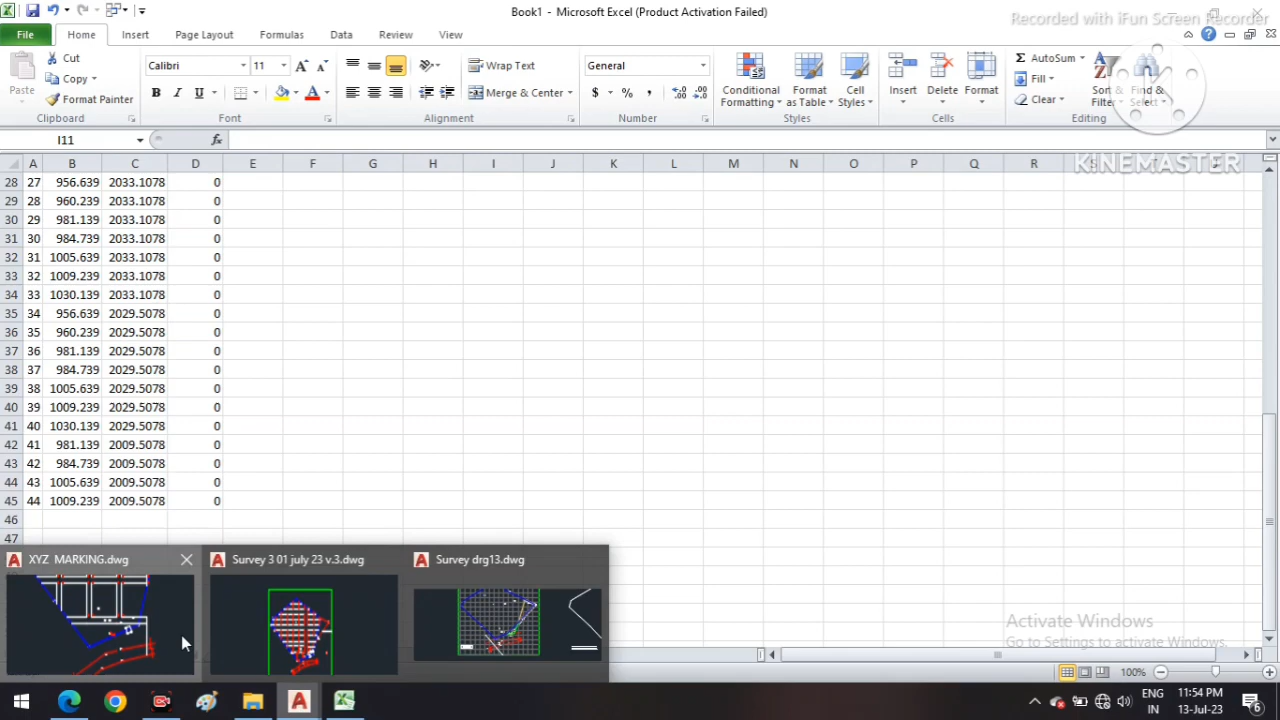 Book1 - Microsoft Excel (Product Activation Failed)
Recorded with iFun Screen Recorder
File Home Insert Page Layout Formulas Data Review View
Paste
Cut
Copy
Format Painter
Clipboard
Calibri 11
B I U A
Font
Wrap Text
Merge & Center
Alignment
General
$ % ,
Number
Conditional Formatting
Format as Table
Cell Styles
Styles
Insert Delete Format
Cells
Σ AutoSum
Fill
Clear
Sort & Filter
Find & Select
Editing
KINEMASTER
I11 fx
A B C D E F G H I J K L M N O P Q R
28 27 956.639 2033.1078 0
29 28 960.239 2033.1078 0
30 29 981.139 2033.1078 0
31 30 984.739 2033.1078 0
32 31 1005.639 2033.1078 0
33 32 1009.239 2033.1078 0
34 33 1030.139 2033.1078 0
35 34 956.639 2029.5078 0
36 35 960.239 2029.5078 0
37 36 981.139 2029.5078 0
38 37 984.739 2029.5078 0
39 38 1005.639 2029.5078 0
40 39 1009.239 2029.5078 0
41 40 1030.139 2029.5078 0
42 41 981.139 2009.5078 0
43 42 984.739 2009.5078 0
44 43 1005.639 2009.5078 0
45 44 1009.239 2009.5078 0
46
47
XYZ MARKING.dwg
Survey 3 01 july 23 v.3.dwg
Survey drg13.dwg
Activate Windows
Go to Settings to activate Windows.
100%
ENG
IN
11:54 PM
13-Jul-23
6